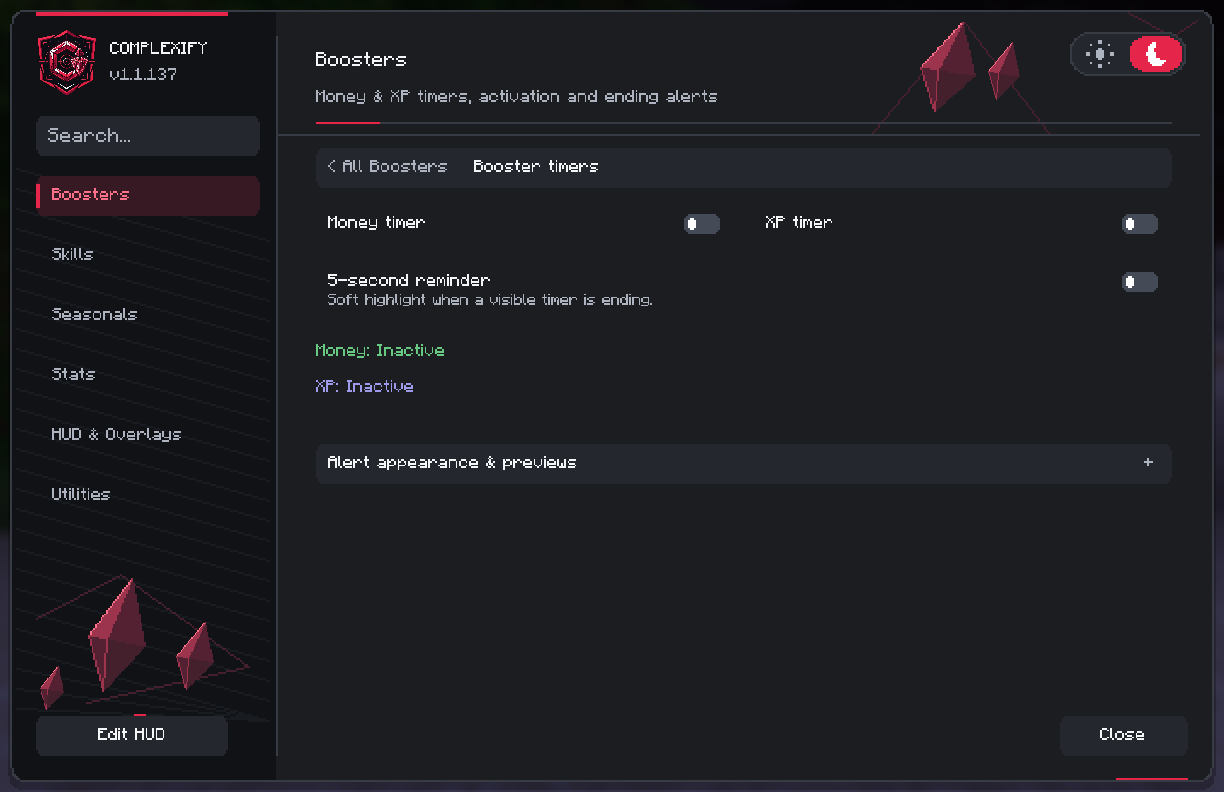 COMPLEXIFY
v1.1.137
Search...
Boosters
Skills
Seasonals
Stats
HUD & Overlays
Utilities
Edit HUD
Boosters
Money & XP timers, activation and ending alerts
< All Boosters Booster timers
Money timer XP timer
5-second reminder
Soft highlight when a visible timer is ending.
Money: Inactive
XP: Inactive
Alert appearance & previews +
Close